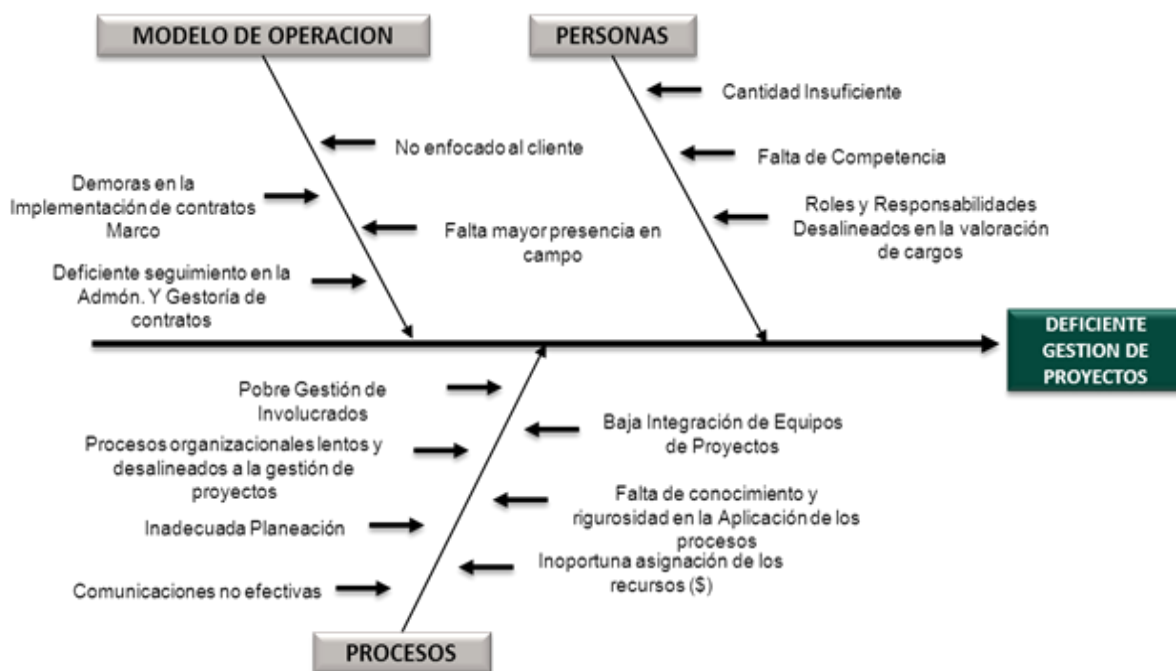 MODELO DE OPERACION
PERSONAS
Cantidad Insuficiente
No enfocado al cliente
Falta de Competencia
Demoras en la
Implementación de contratos
Marco
Falta mayor presencia en
campo
Roles y Responsabilidades
Desalineados en la valoración
de cargos
Deficiente seguimiento en la
Admón. Y Gestoría de
contratos
DEFICIENTE
GESTION DE
PROYECTOS
Pobre Gestión de
Involucrados
Baja Integración de Equipos
de Proyectos
Procesos organizacionales lentos y
desalineados a la gestión de
proyectos
Falta de conocimiento y
rigurosidad en la Aplicación de los
procesos
Inadecuada Planeación
Inoportuna asignación de los
recursos ($)
Comunicaciones no efectivas
PROCESOS